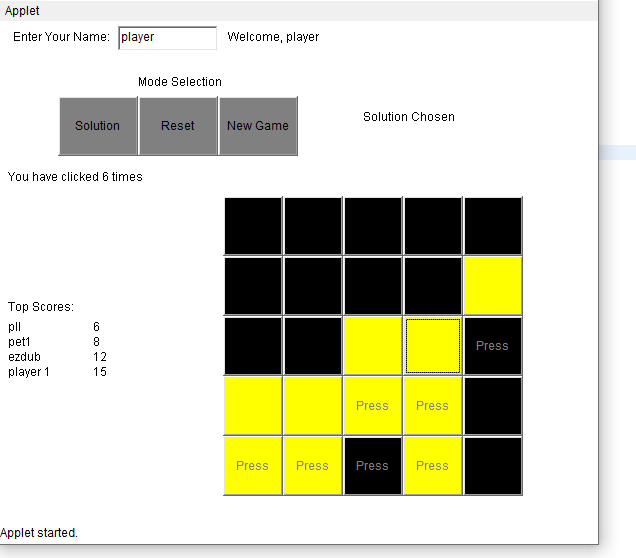 Applet
Enter Your Name: player Welcome, player
Mode Selection
Solution Reset New Game
Solution Chosen
You have clicked 6 times
Top Scores:
pll 6
pet1 8
ezdub 12
player 1 15
Press
Press Press
Press Press Press Press
Applet started.